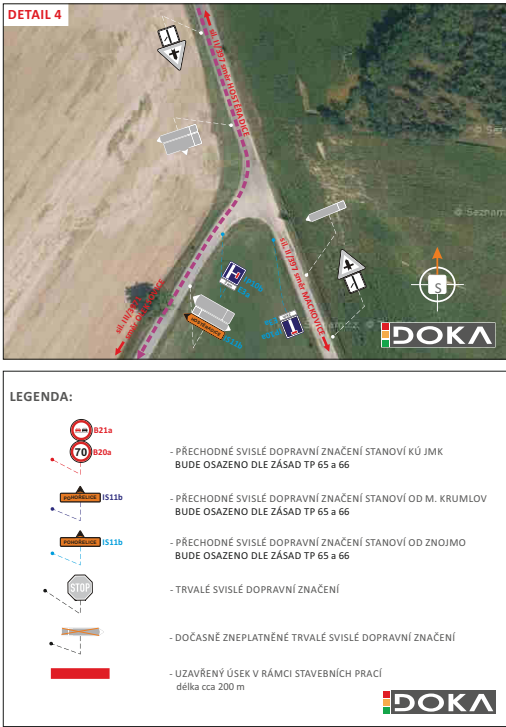 DETAIL 4
sil. II/397 směr HOSTĚRADICE
© Seznam
sil. II/397 směr MACKOVICE
S
DOKA
LEGENDA:
B21a
70 B20a
- PŘECHODNÉ SVISLÉ DOPRAVNÍ ZNAČENÍ STANOVÍ KÚ JMK
BUDE OSAZENO DLE ZÁSAD TP 65 a 66
POHOŘELICE IS11b
- PŘECHODNÉ SVISLÉ DOPRAVNÍ ZNAČENÍ STANOVÍ OD M. KRUMLOV
BUDE OSAZENO DLE ZÁSAD TP 65 a 66
POHOŘELICE IS11b
- PŘECHODNÉ SVISLÉ DOPRAVNÍ ZNAČENÍ STANOVÍ OD ZNOJMO
BUDE OSAZENO DLE ZÁSAD TP 65 a 66
STOP
- TRVALÉ SVISLÉ DOPRAVNÍ ZNAČENÍ
- DOČASNĚ ZNEPLATNĚNÉ TRVALÉ SVISLÉ DOPRAVNÍ ZNAČENÍ
- UZAVŘENÝ ÚSEK V RÁMCI STAVEBNÍCH PRACÍ
délka cca 200 m
DOKA